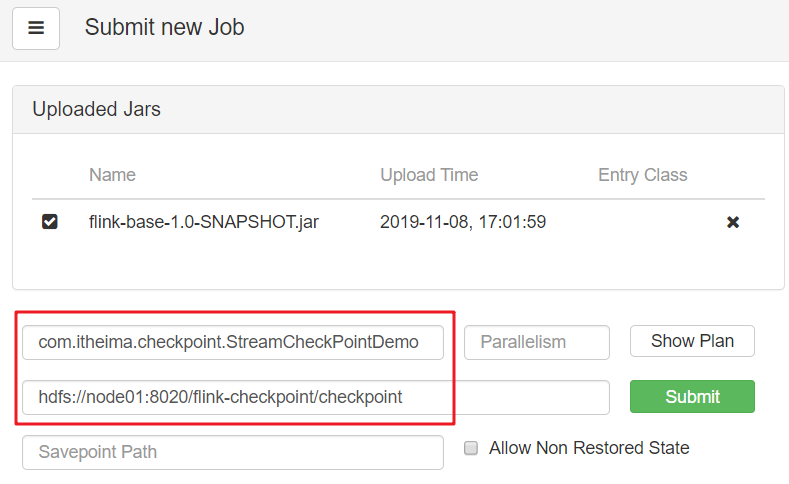 Submit new Job
Uploaded Jars
Name Upload Time Entry Class
flink-base-1.0-SNAPSHOT.jar 2019-11-08, 17:01:59
com.itheima.checkpoint.StreamCheckPointDemo Parallelism Show Plan
hdfs://node01:8020/flink-checkpoint/checkpoint Submit
Savepoint Path Allow Non Restored State